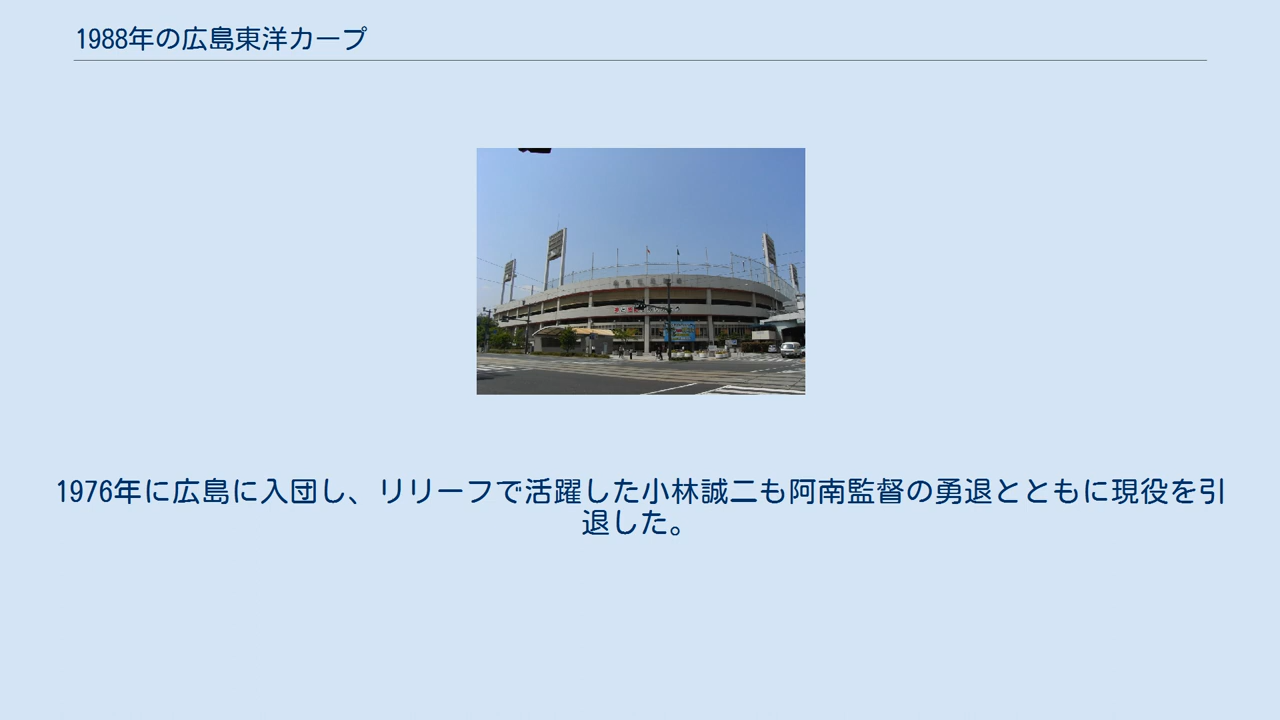 1988年の広島東洋カープ
1976年に広島に入団し、リリーフで活躍した小林誠二も阿南監督の勇退とともに現役を引
退した。